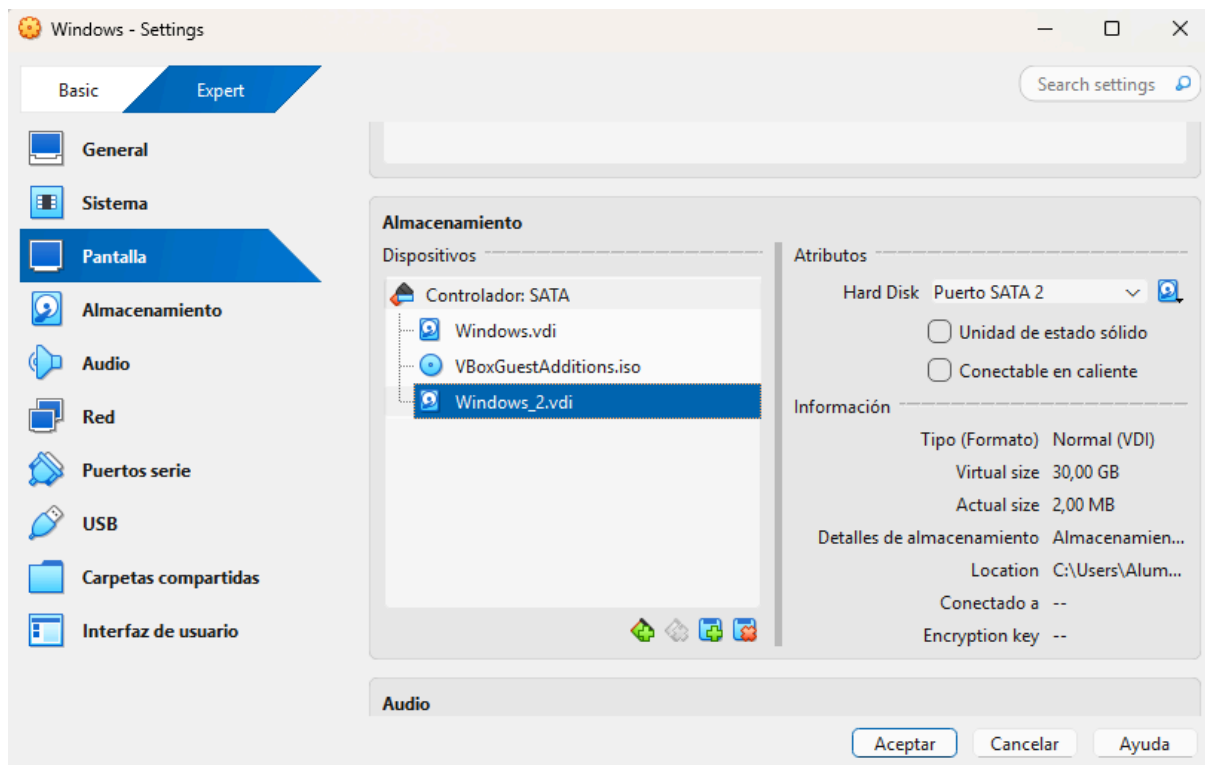 Windows - Settings
Basic
Expert
Search settings
General
Sistema
Pantalla
Almacenamiento
Audio
Red
Puertos serie
USB
Carpetas compartidas
Interfaz de usuario
Almacenamiento
Dispositivos
Controlador: SATA
Windows.vdi
VBoxGuestAdditions.iso
Windows_2.vdi
Atributos
Hard Disk Puerto SATA 2
Unidad de estado sólido
Conectable en caliente
Información
Tipo (Formato) Normal (VDI)
Virtual size 30,00 GB
Actual size 2,00 MB
Detalles de almacenamiento Almacenamien...
Location C:\Users\Alum...
Conectado a --
Encryption key --
Audio
Aceptar
Cancelar
Ayuda